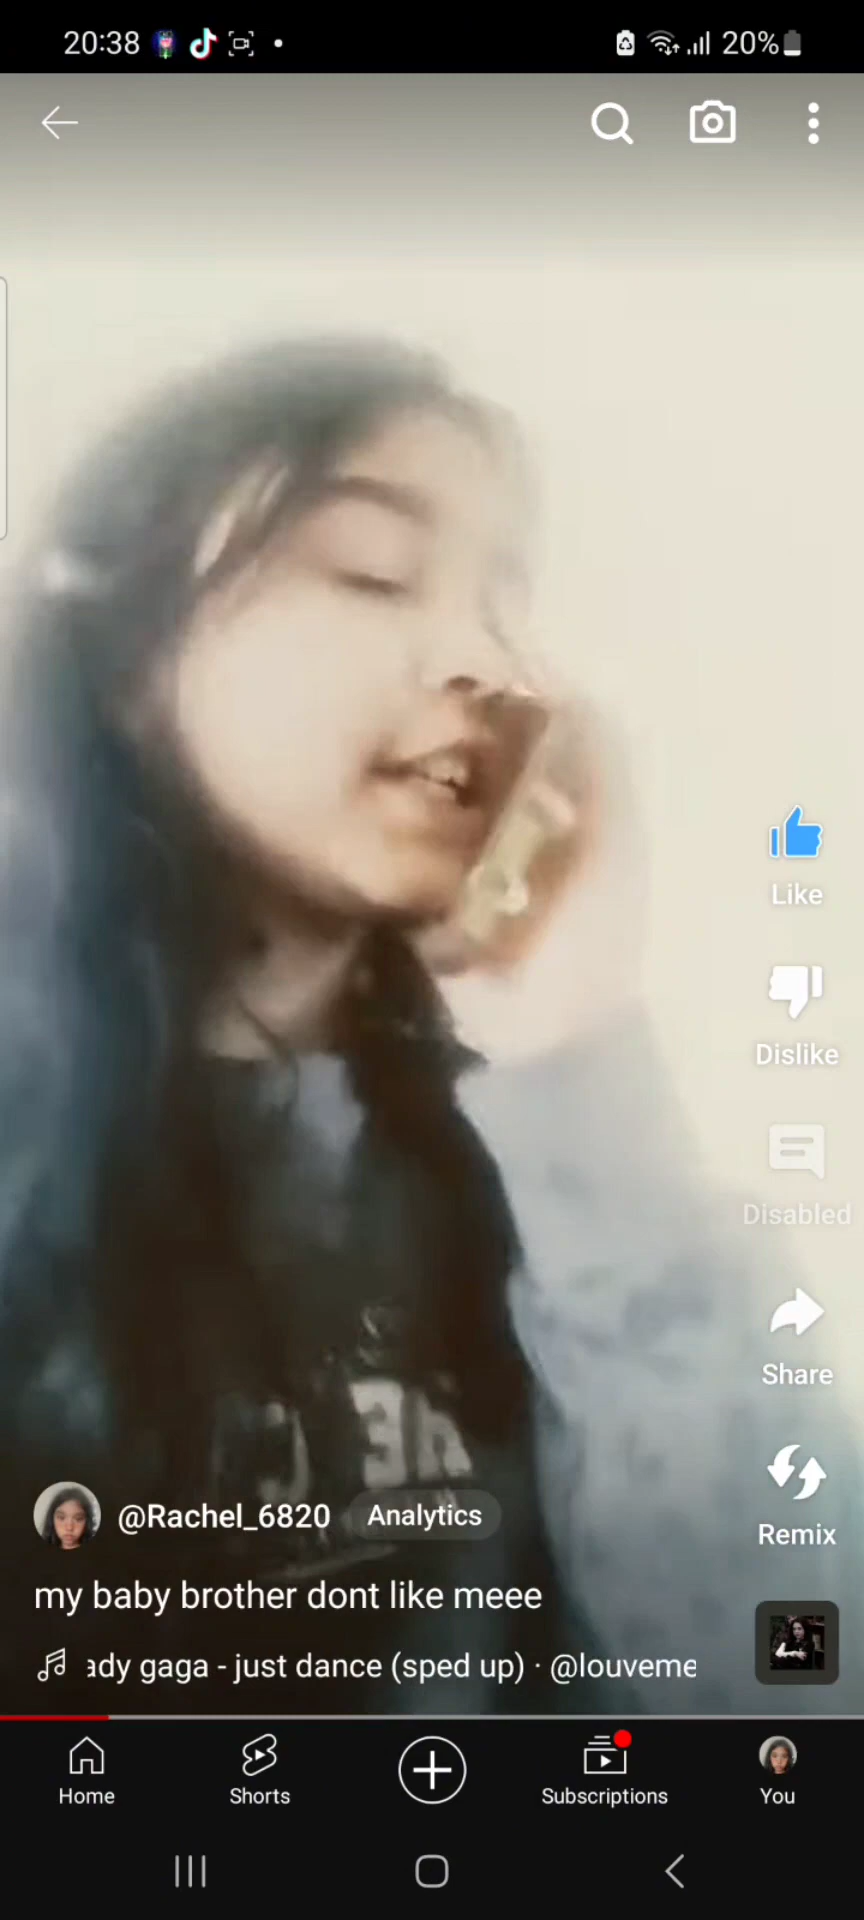 20:38
20%
Like
Dislike
Disabled
Share
@Rachel_6820 Analytics
Remix
my baby brother dont like meee
ady gaga - just dance (sped up) · @louveme
Home
Shorts
Subscriptions
You